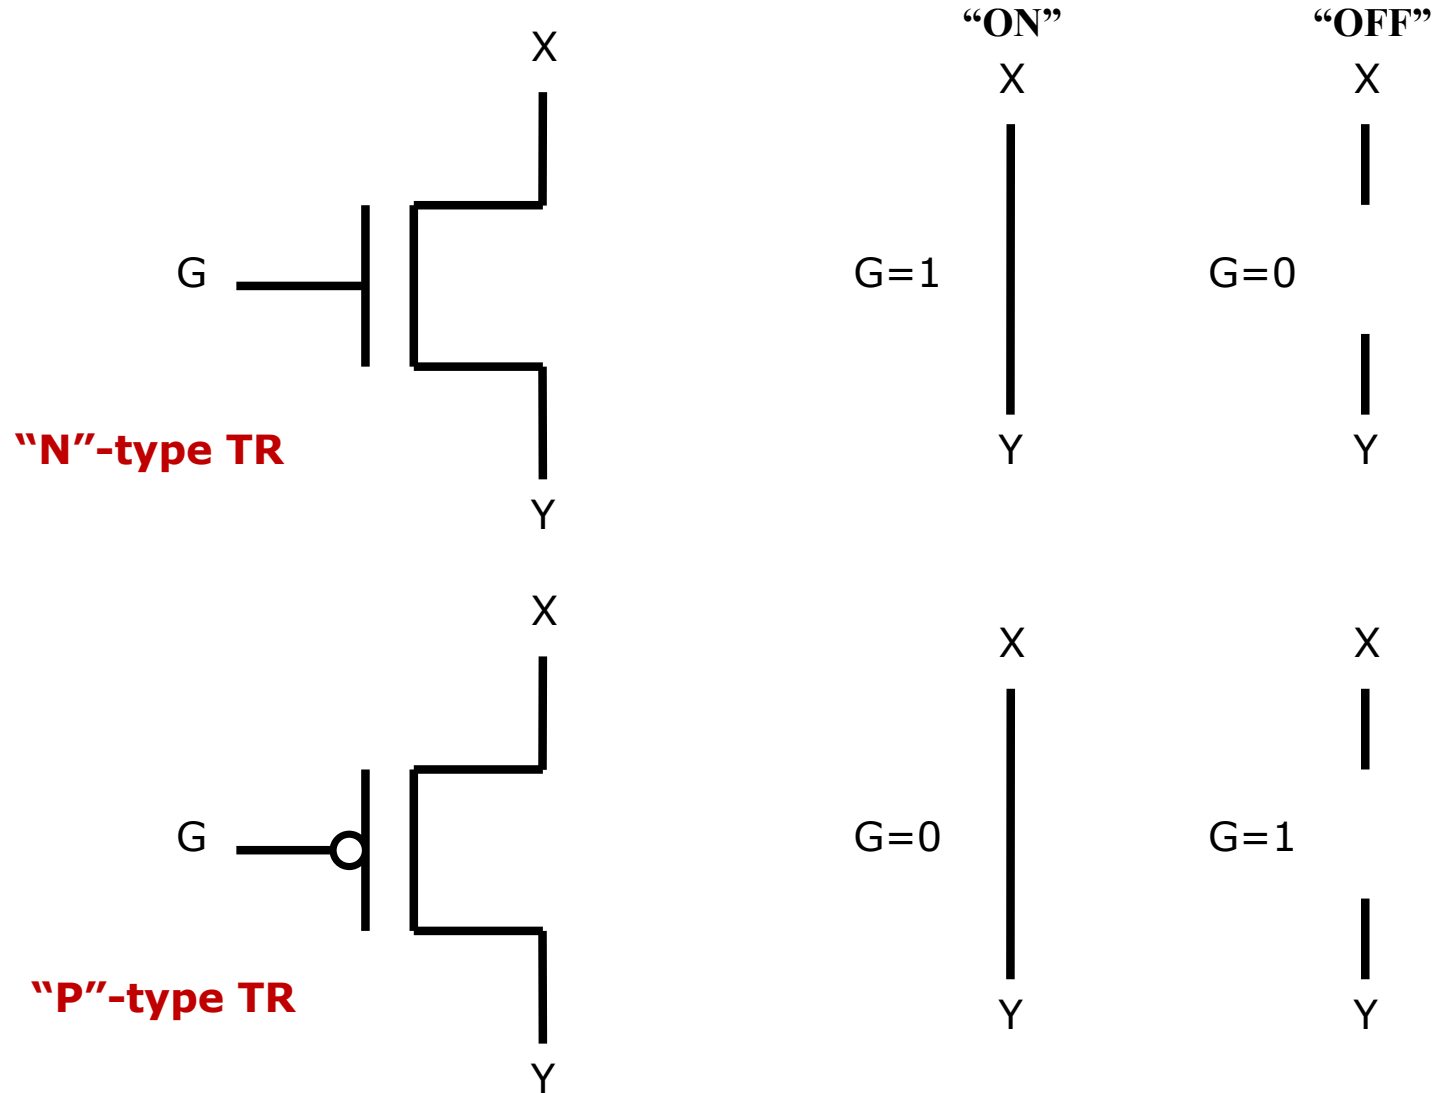 “ON” “OFF”
X X X
G G=1 G=0
“N”-type TR Y Y
Y
X
X X
G G=0 G=1
“P”-type TR Y Y
Y